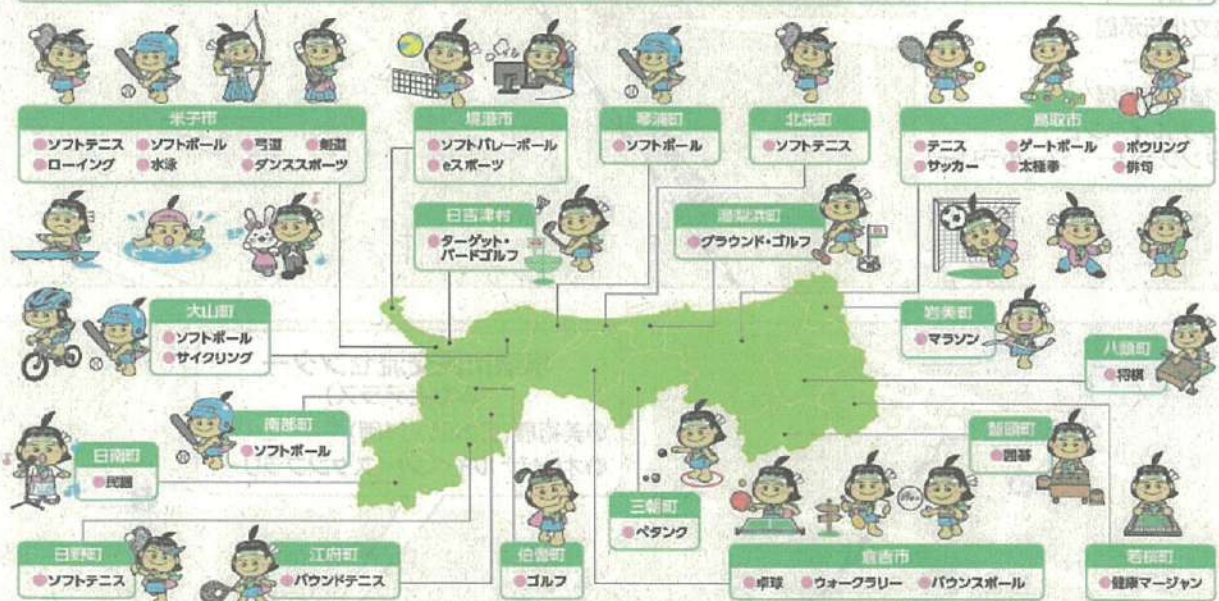 米子市
●ソフトテニス ●ソフトボール ●弓道 ●剣道
●ローイング ●水泳 ●ダンススポーツ
境港市
●ソフトバレーボール
●eスポーツ
琴浦町
●ソフトボール
北栄町
●ソフトテニス
鳥取市
●テニス ●ゲートボール ●ボウリング
●サッカー ●太極拳 ●俳句
日吉津村
●ターゲット・
バードゴルフ
湯梨浜町
●グラウンド・ゴルフ
大山町
●ソフトボール
●サイクリング
岩美町
●マラソン
八頭町
●将棋
南部町
●ソフトボール
智頭町
●囲碁
日南町
●民謡
三朝町
●ペタンク
日野町
●ソフトテニス
江府町
●バウンドテニス
伯耆町
●ゴルフ
倉吉市
●卓球 ●ウォークラリー ●バウンスボール
若桜町
●健康マージャン